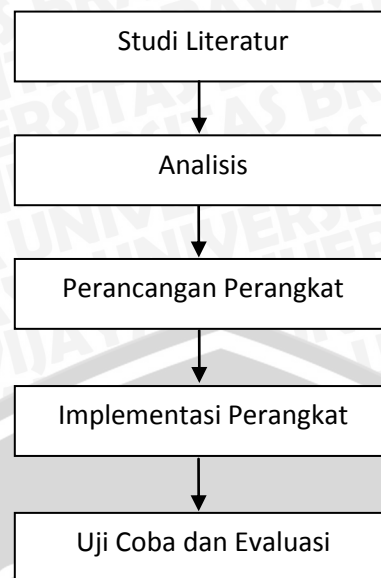 Studi Literatur
Analisis
Perancangan Perangkat
Implementasi Perangkat
Uji Coba dan Evaluasi